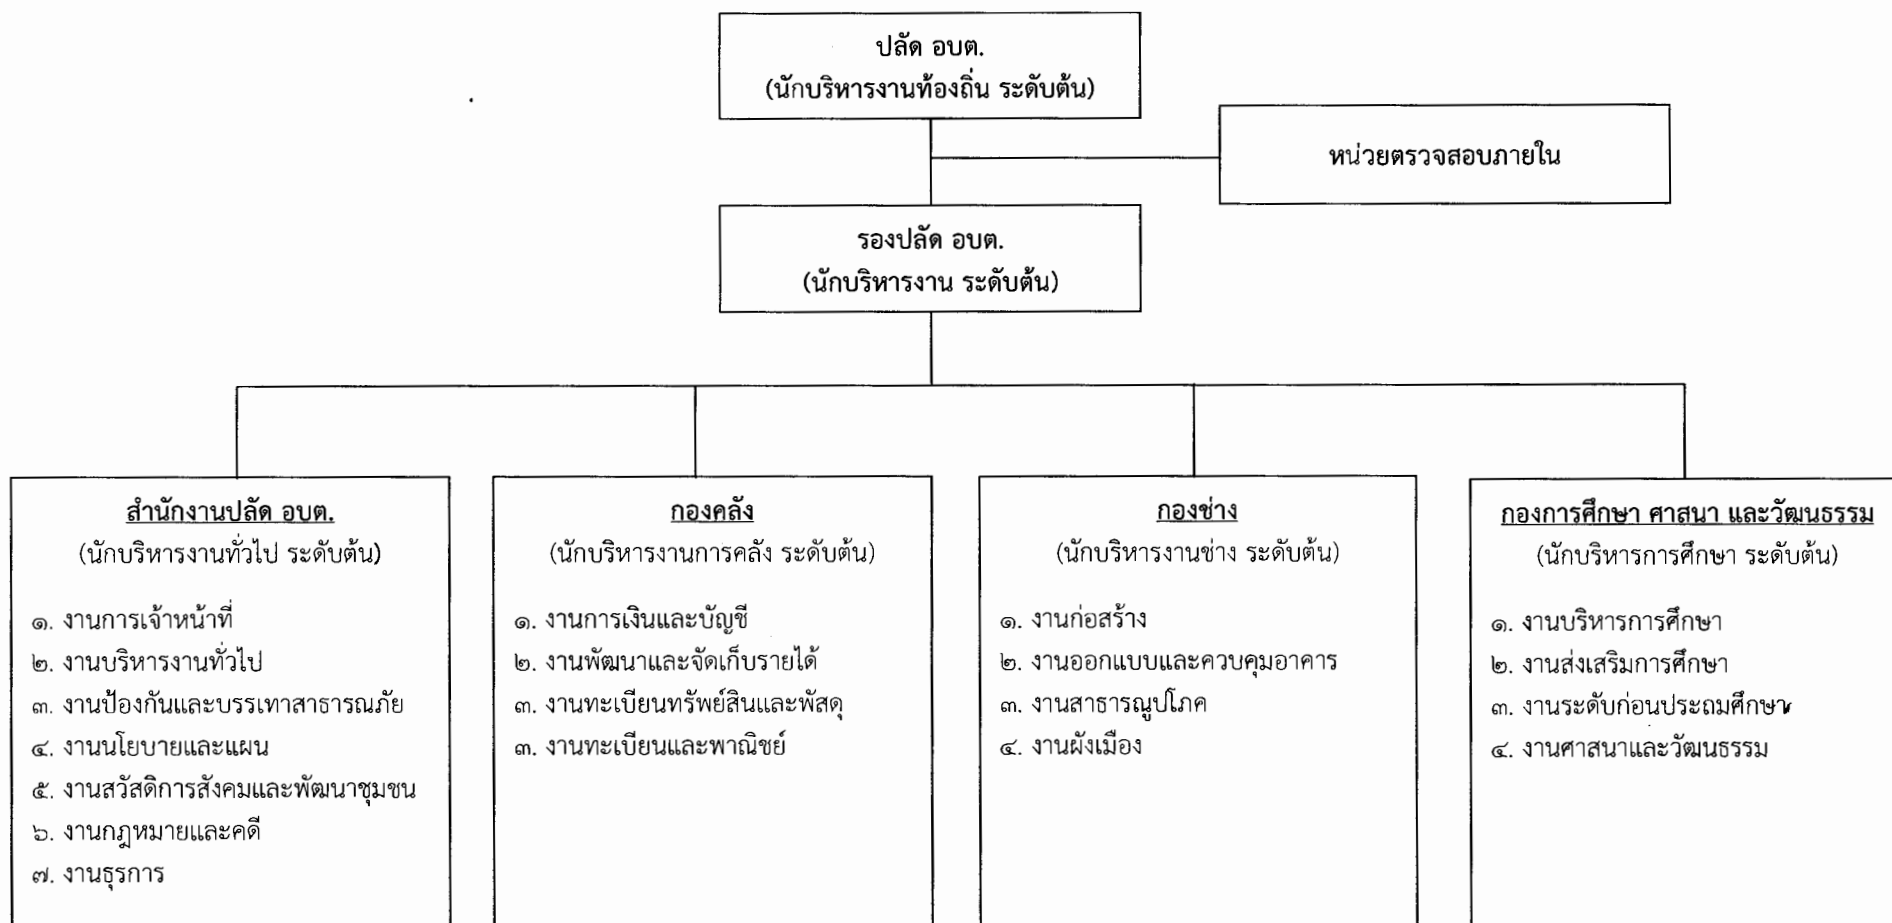 ปลัด อบต.
(นักบริหารงานท้องถิ่น ระดับต้น)
หน่วยตรวจสอบภายใน
รองปลัด อบต.
(นักบริหารงาน ระดับต้น)
สำนักงานปลัด อบต.
(นักบริหารงานทั่วไป ระดับต้น)
๑. งานการเจ้าหน้าที่
๒. งานบริหารงานทั่วไป
๓. งานป้องกันและบรรเทาสาธารณภัย
๔. งานนโยบายและแผน
๕. งานสวัสดิการสังคมและพัฒนาชุมชน
๖. งานกฎหมายและคดี
๗. งานธุรการ
กองคลัง
(นักบริหารงานการคลัง ระดับต้น)
๑. งานการเงินและบัญชี
๒. งานพัฒนาและจัดเก็บรายได้
๓. งานทะเบียนทรัพย์สินและพัสดุ
๓. งานทะเบียนและพาณิชย์
กองช่าง
(นักบริหารงานช่าง ระดับต้น)
๑. งานก่อสร้าง
๒. งานออกแบบและควบคุมอาคาร
๓. งานสาธารณูปโภค
๔. งานผังเมือง
กองการศึกษา ศาสนา และวัฒนธรรม
(นักบริหารการศึกษา ระดับต้น)
๑. งานบริหารการศึกษา
๒. งานส่งเสริมการศึกษา
๓. งานระดับก่อนประถมศึกษา
๔. งานศาสนาและวัฒนธรรม